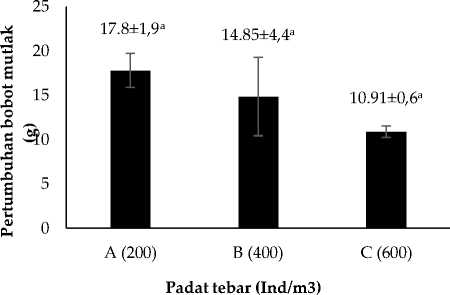 Pertumbuhan bobot mutlak
(g)
25
20
15
10
5
0
17.8±1,9a
14.85±4,4a
10.91±0,6a
A (200)
B (400)
C (600)
Padat tebar (Ind/m3)